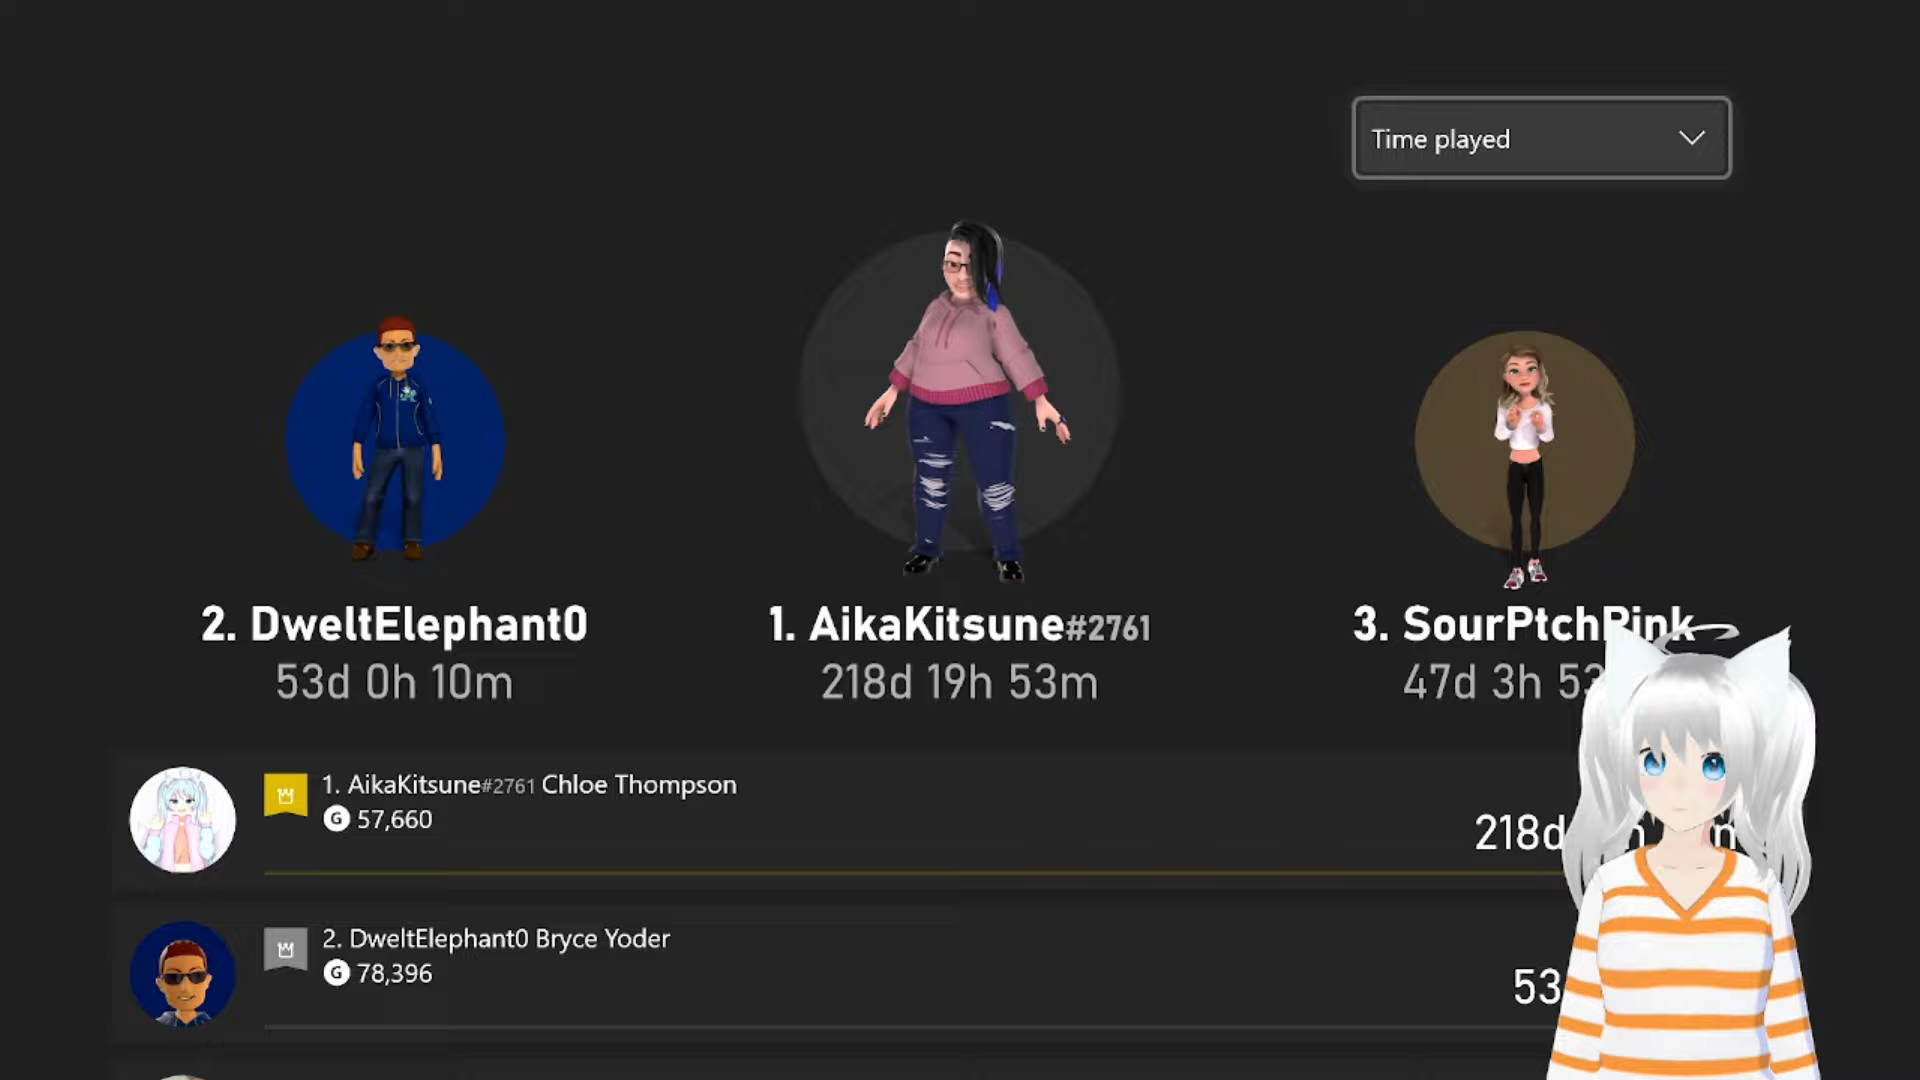 Time played
2. DweltElephant0
53d 0h 10m
1. AikaKitsune#2761
218d 19h 53m
3. SourPtchPink
47d 3h 53
1. AikaKitsune#2761 Chloe Thompson
G 57,660
218d
2. DweltElephant0 Bryce Yoder
G 78,396
53